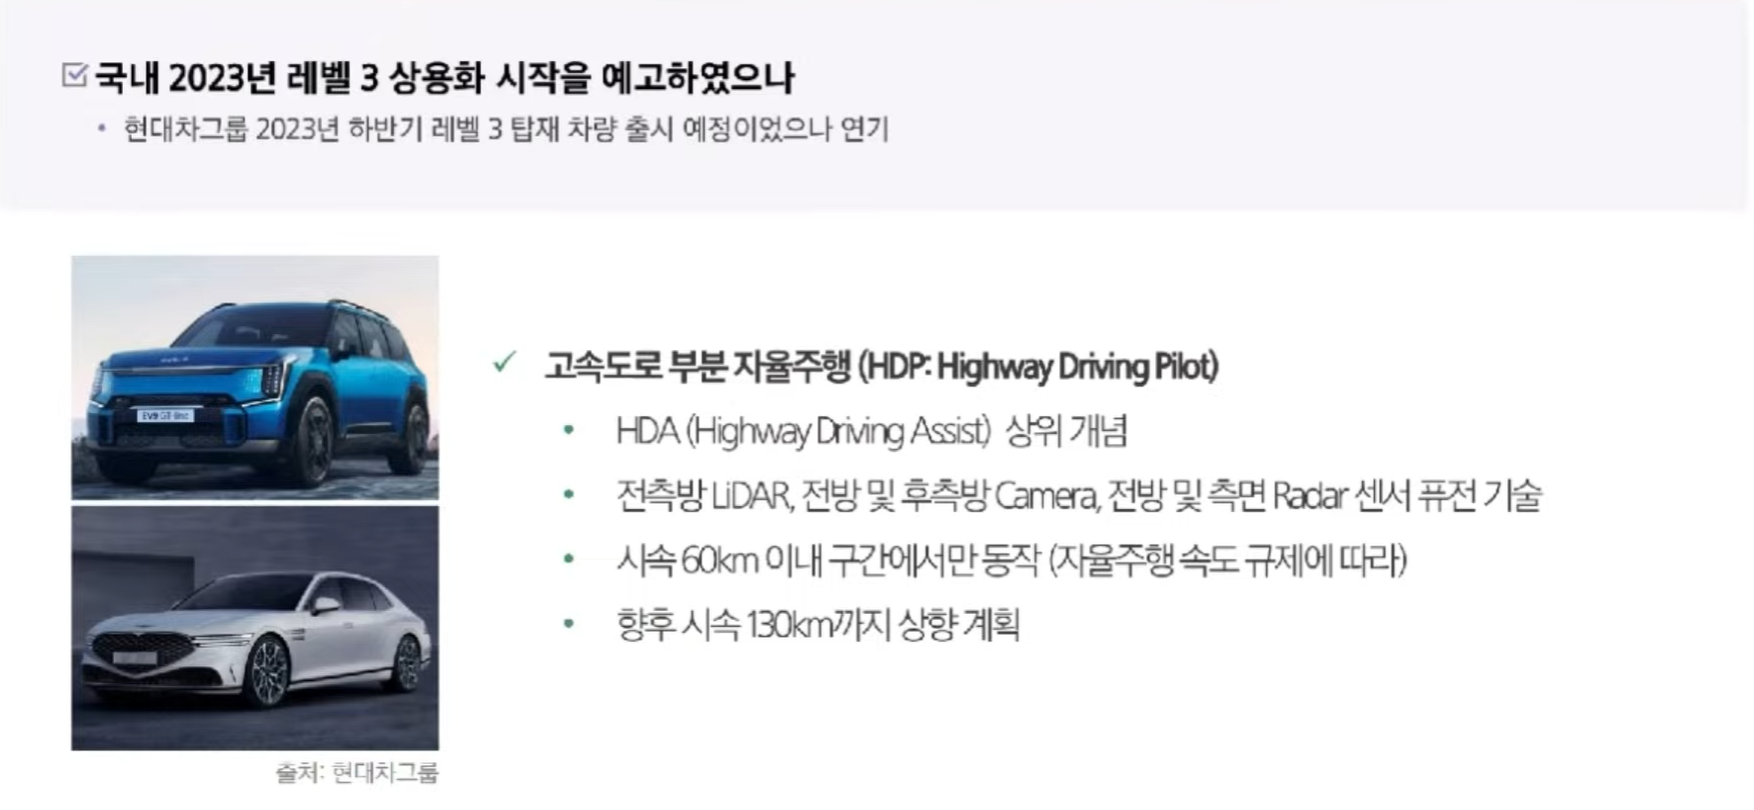 국내 2023년 레벨 3 상용화 시작을 예고하였으나
• 현대차그룹 2023년 하반기 레벨 3 탑재 차량 출시 예정이었으나 연기
EV9 GT-line
✓ 고속도로 부분 자율주행 (HDP: Highway Driving Pilot)
• HDA (Highway Driving Assist) 상위 개념
• 전측방 LiDAR, 전방 및 후측방 Camera, 전방 및 측면 Radar 센서 퓨전 기술
• 시속 60km 이내 구간에서만 동작 (자율주행 속도 규제에 따라)
• 향후 시속 130km까지 상향 계획
출처: 현대차그룹